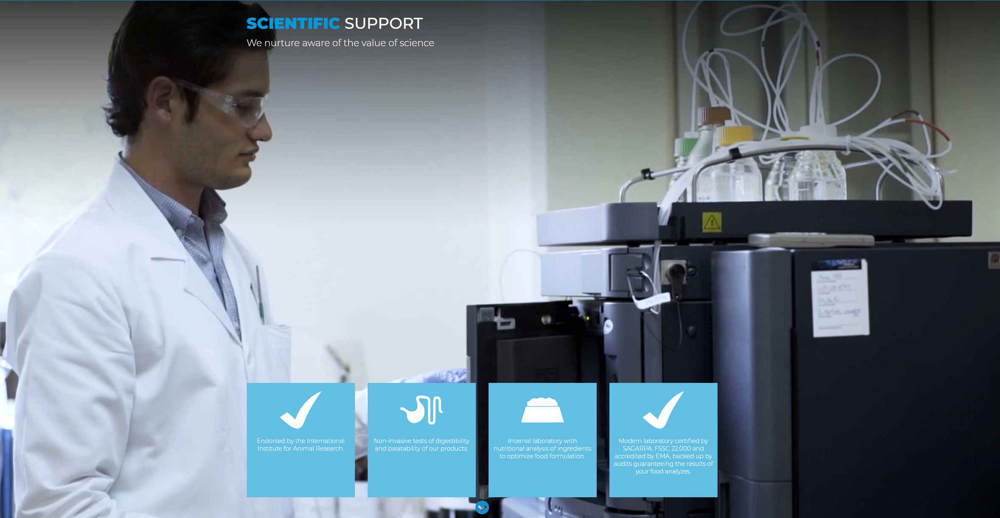 SCIENTIFIC SUPPORT
We nurture aware of the value of science
Endorsed by the International
Institute for Animal Research.
Non-invasive tests of digestibility
and palatability of our products.
Internal laboratory with
nutritional analysis of ingredients
to optimize food formulation.
Modern laboratory certified by
SAGARPA, FSSC 22,000 and
accredited by EMA, backed up by
audits guaranteeing the results of
your food analyzes.